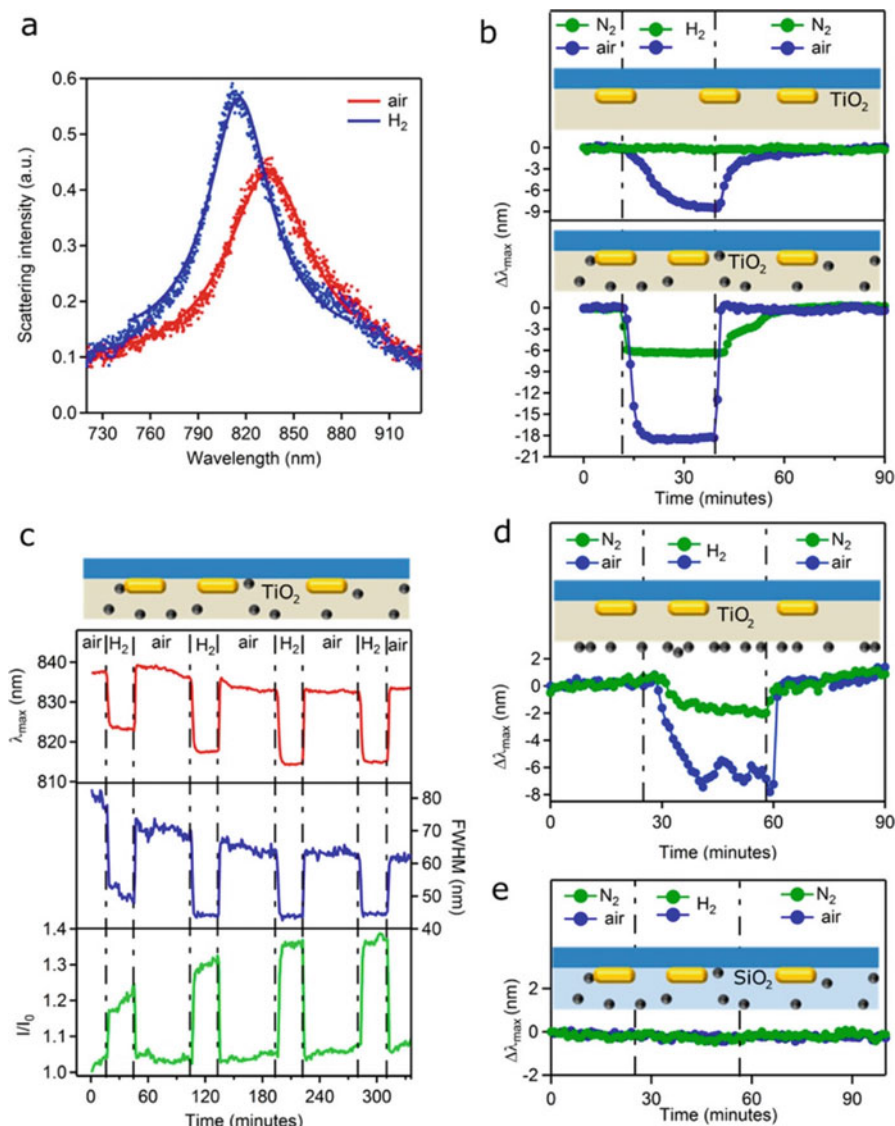 a
0.6
0.5
0.4
0.3
0.2
0.1
0.0
Scattering intensity (a.u.)
air
H₂
730 760 790 820 850 880 910
Wavelength (nm)
b
N₂ H₂ N₂
air air
TiO₂
0
-3
-6
-9
TiO₂
0
-3
-6
-9
-12
-15
-18
-21
Δλmax (nm)
0 30 60 90
Time (minutes)
c
TiO₂
air H₂ air H₂ air H₂ air H₂ air
840
830
820
810
λmax (nm)
80
70
60
50
40
FWHM (nm)
1.4
1.3
1.2
1.1
1.0
I/I₀
0 60 120 180 240 300
Time (minutes)
d
N₂ H₂ N₂
air air
TiO₂
2
0
-2
-4
-6
-8
Δλmax (nm)
0 30 60 90
Time (minutes)
e
N₂ H₂ N₂
air air
SiO₂
2
0
-2
Δλmax (nm)
0 30 60 90
Time (minutes)